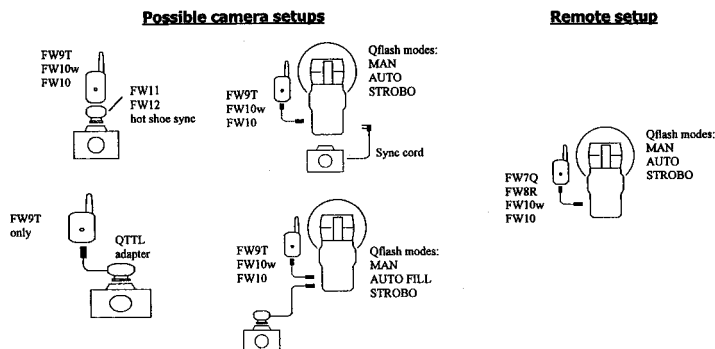 Possible camera setups
Remote setup
FW9T
FW10w
FW10
FW11
FW12
hot shoe sync
FW9T
FW10w
FW10
Qflash modes:
MAN
AUTO
STROBO
Sync cord
FW7Q
FW8R
FW10w
FW10
Qflash modes:
MAN
AUTO
STROBO
FW9T
only
QTTL
adapter
FW9T
FW10w
FW10
Qflash modes:
MAN
AUTO FILL
STROBO